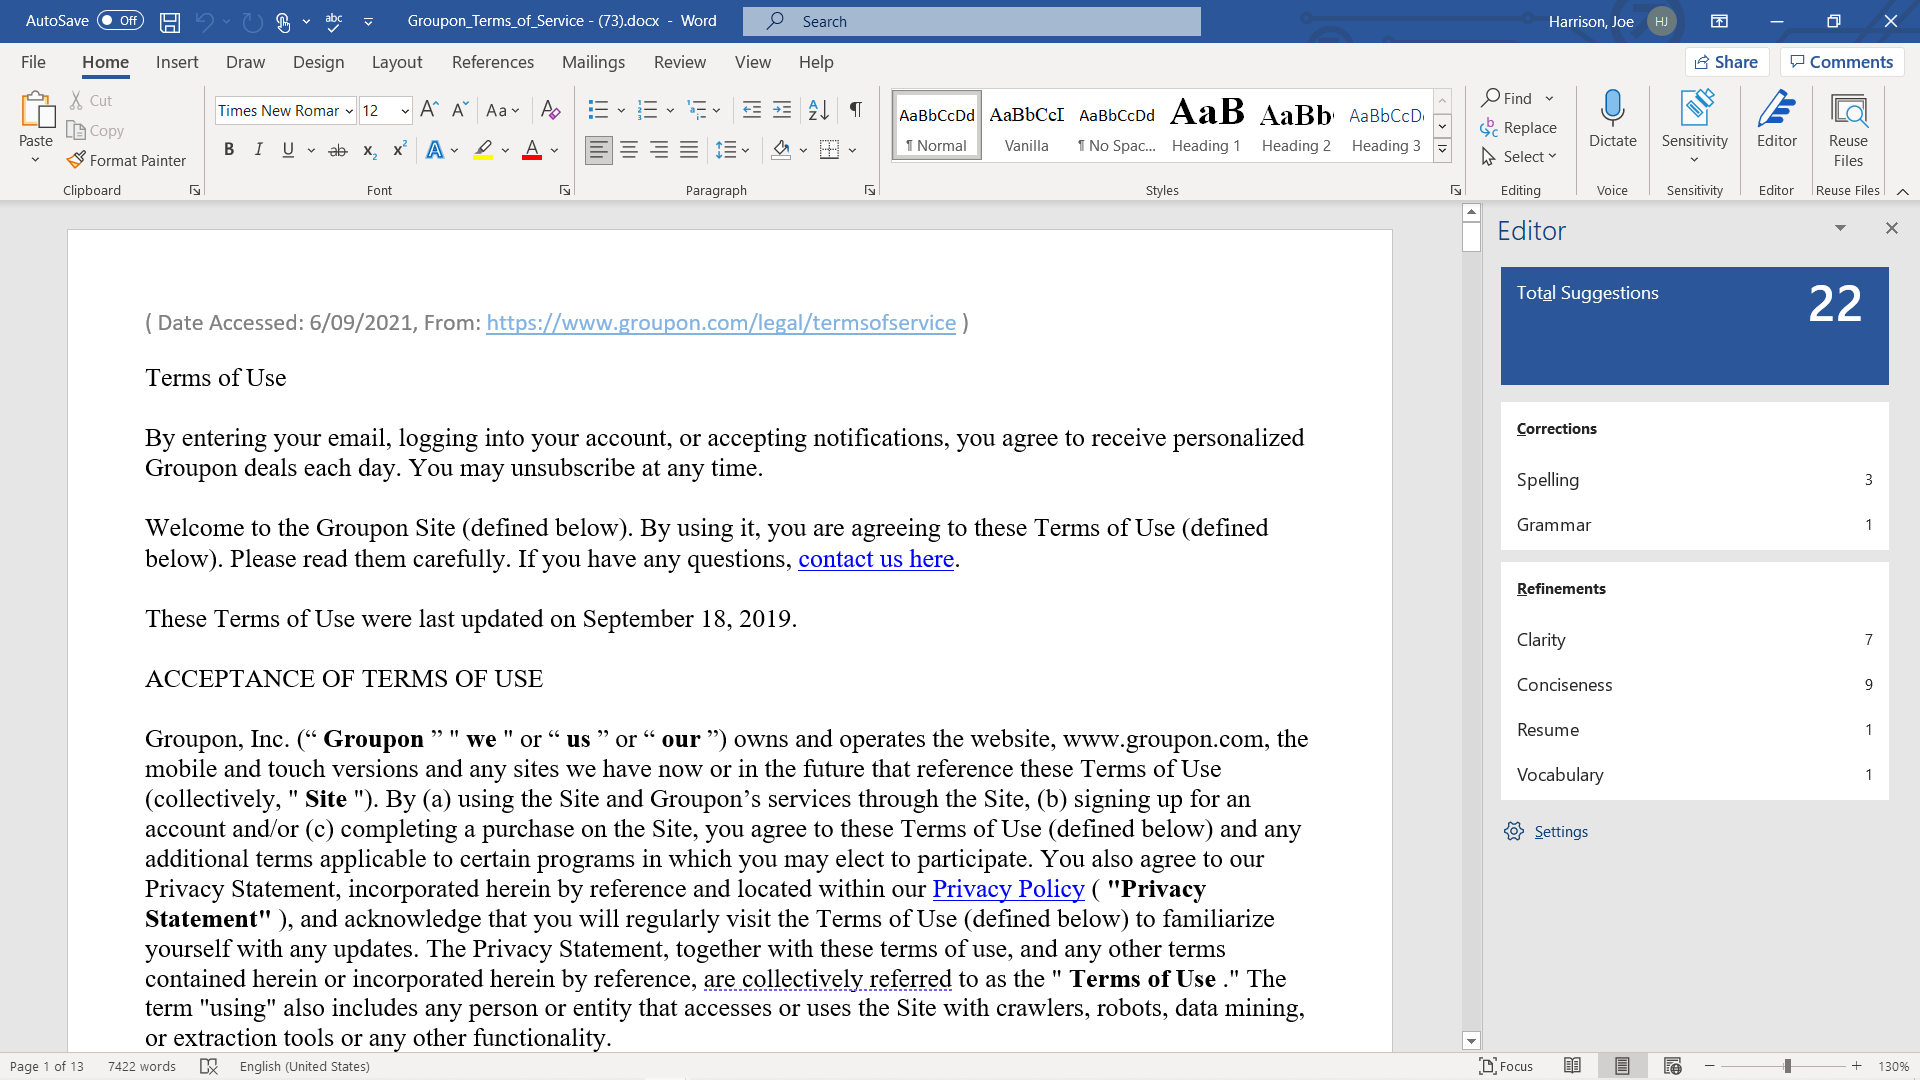 AutoSave Off Groupon_Terms_of_Service - (73).docx - Word Search Harrison, Joe HJ
File Home Insert Draw Design Layout References Mailings Review View Help Share Comments
Paste Cut Copy Format Painter Clipboard
Times New Romar 12 Aa
B I U ab x₂ x² A A Font
Paragraph
AaBbCcDd ¶ Normal
AaBbCcI Vanilla
AaBbCcDd ¶ No Spac...
AaB Heading 1
AaBb Heading 2
AaBbCcD Heading 3
Styles
Find Replace Select Editing
Dictate Voice
Sensitivity Sensitivity
Editor Editor
Reuse Files Reuse Files
( Date Accessed: 6/09/2021, From: https://www.groupon.com/legal/termsofservice )
Terms of Use
By entering your email, logging into your account, or accepting notifications, you agree to receive personalized
Groupon deals each day. You may unsubscribe at any time.
Welcome to the Groupon Site (defined below). By using it, you are agreeing to these Terms of Use (defined
below). Please read them carefully. If you have any questions, contact us here.
These Terms of Use were last updated on September 18, 2019.
ACCEPTANCE OF TERMS OF USE
Groupon, Inc. (“ Groupon ” " we " or “ us ” or “ our ”) owns and operates the website, www.groupon.com, the
mobile and touch versions and any sites we have now or in the future that reference these Terms of Use
(collectively, " Site "). By (a) using the Site and Groupon’s services through the Site, (b) signing up for an
account and/or (c) completing a purchase on the Site, you agree to these Terms of Use (defined below) and any
additional terms applicable to certain programs in which you may elect to participate. You also agree to our
Privacy Statement, incorporated herein by reference and located within our Privacy Policy ( "Privacy
Statement" ), and acknowledge that you will regularly visit the Terms of Use (defined below) to familiarize
yourself with any updates. The Privacy Statement, together with these terms of use, and any other terms
contained herein or incorporated herein by reference, are collectively referred to as the " Terms of Use ." The
term "using" also includes any person or entity that accesses or uses the Site with crawlers, robots, data mining,
or extraction tools or any other functionality.
Editor
Total Suggestions 22
Corrections
Spelling 3
Grammar 1
Refinements
Clarity 7
Conciseness 9
Resume 1
Vocabulary 1
Settings
Page 1 of 13 7422 words English (United States) Focus 130%